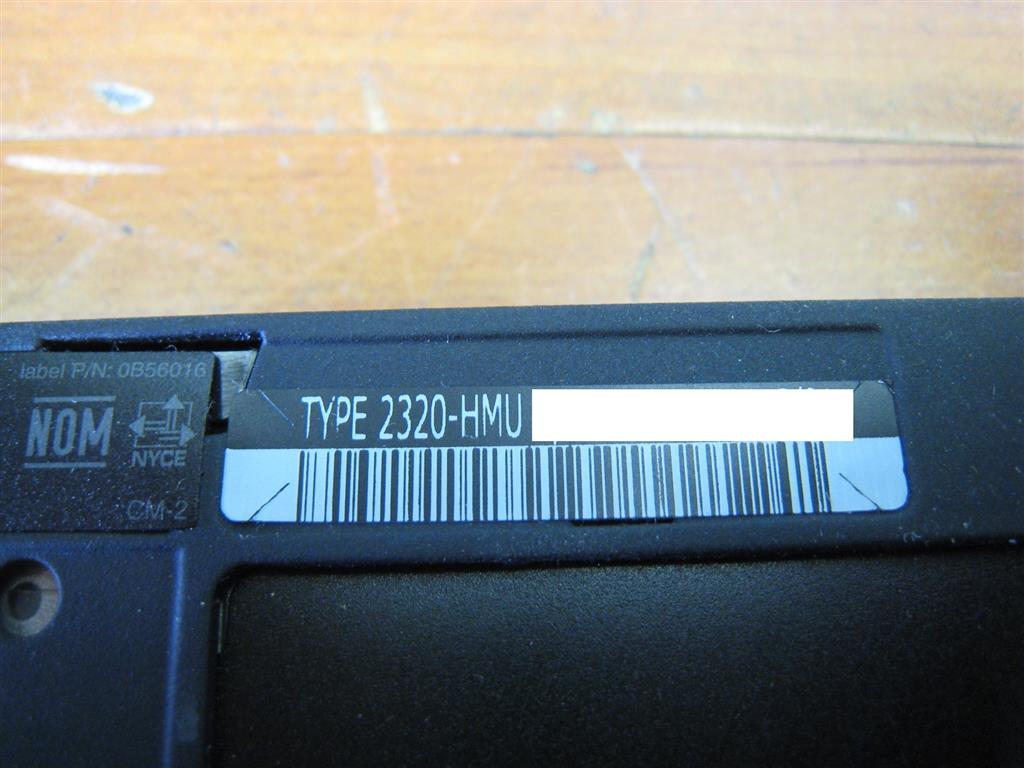 label P/N: 0B56016
NOM
NYCE
CM-2
TYPE 2320-HMU